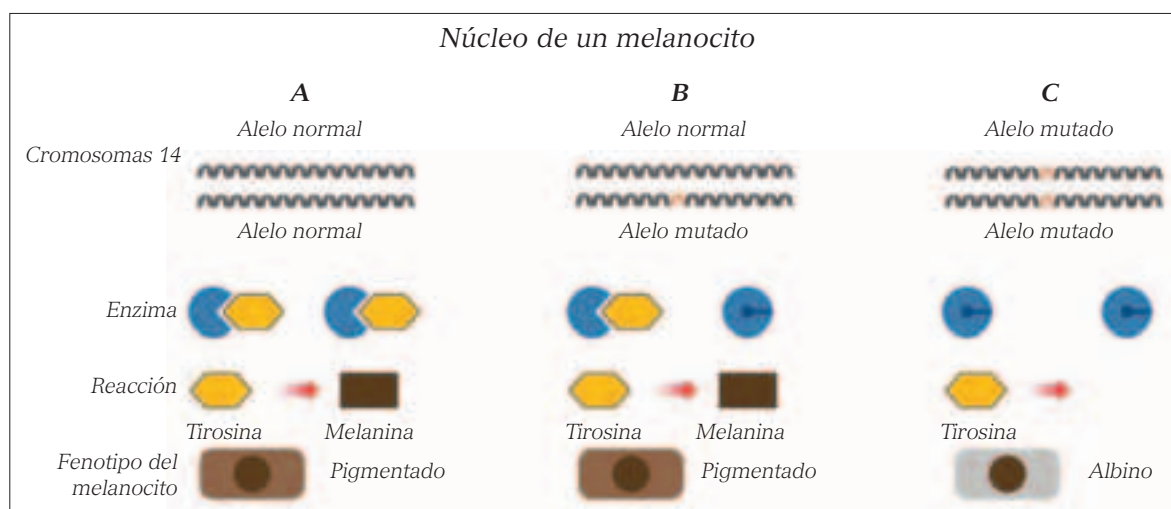 Núcleo de un melanocito
A B C
Alelo normal Alelo normal Alelo mutado
Cromosomas 14
Alelo normal Alelo mutado Alelo mutado
Enzima
Reacción
Tirosina Melanina Tirosina Melanina Tirosina
Fenotipo del
melanocito
Pigmentado Pigmentado Albino